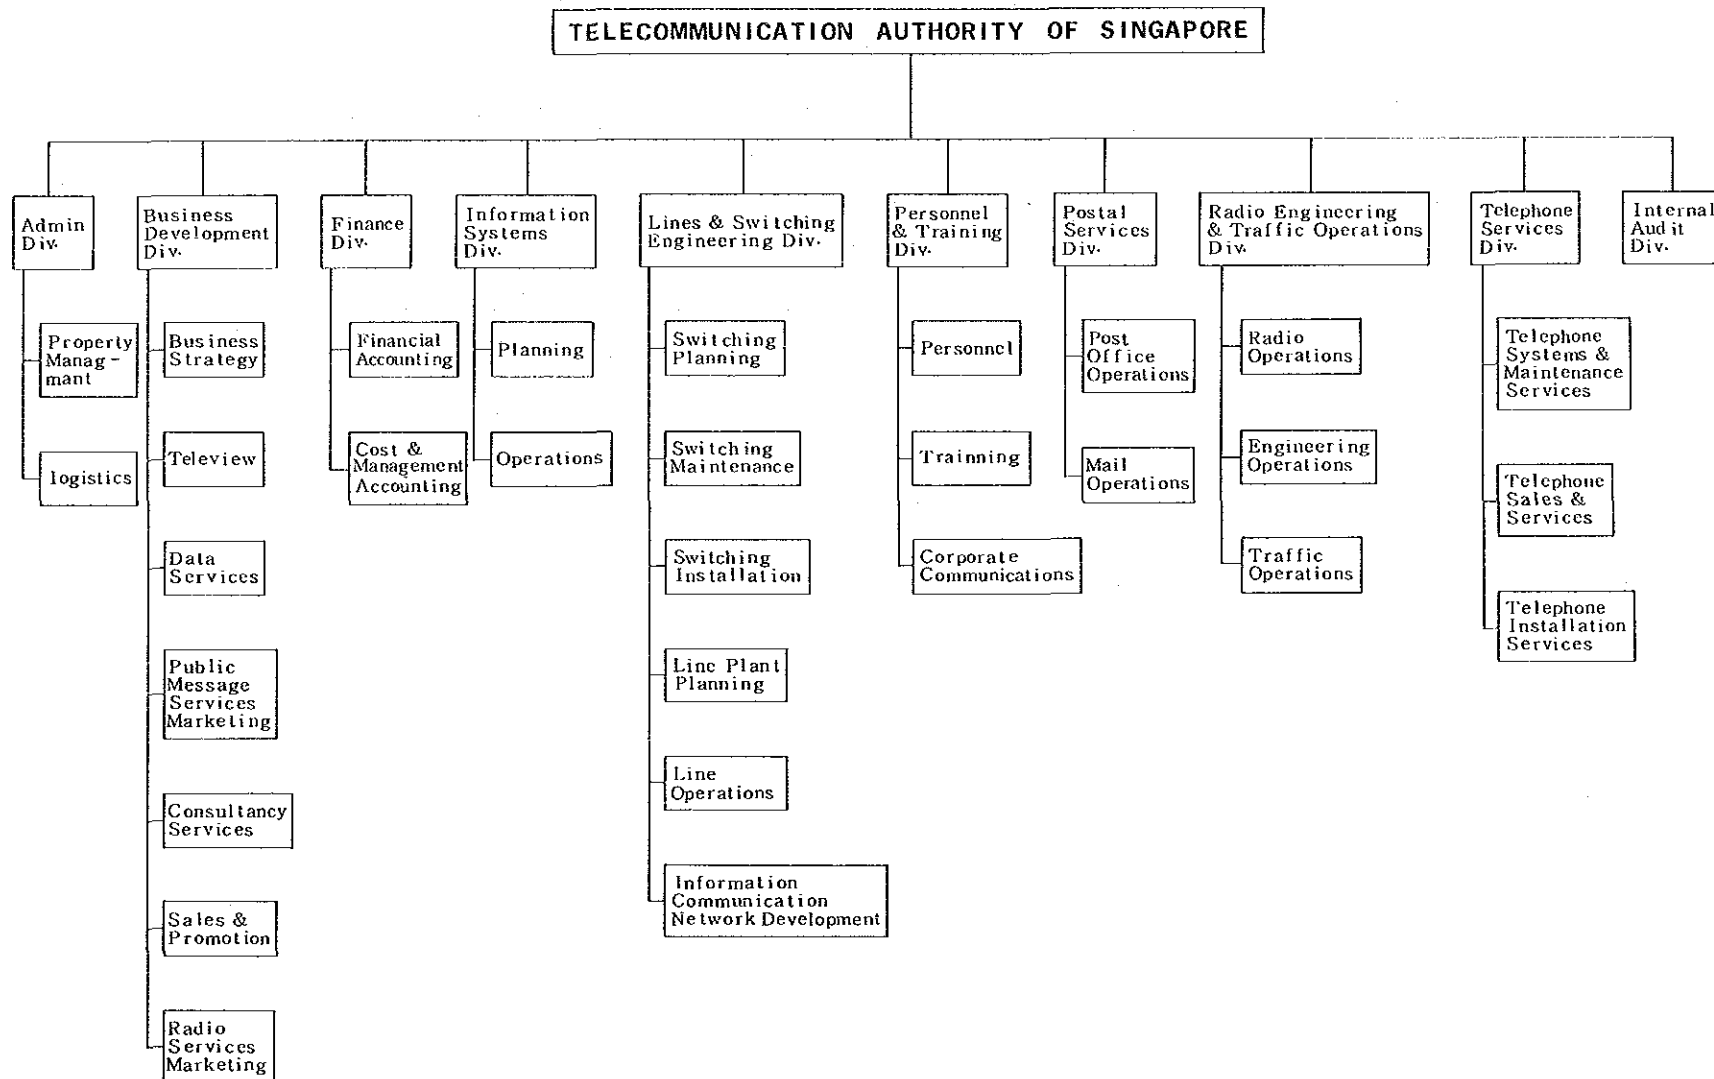 TELECOMMUNICATION AUTHORITY OF SINGAPORE
Admin
Div.
Property
Manag-
mant
logistics
Business
Development
Div.
Business
Strategy
Teleview
Data
Services
Public
Message
Services
Marketing
Consultancy
Services
Sales &
Promotion
Radio
Services
Marketing
Finance
Div.
Financial
Accounting
Cost &
Management
Accounting
Information
Systems
Div.
Planning
Operations
Lines & Switching
Engineering Div.
Switching
Planning
Switching
Maintenance
Switching
Installation
Line Plant
Planning
Line
Operations
Information
Communication
Network Development
Personnel
& Training
Div.
Personnel
Trainning
Corporate
Communications
Postal
Services
Div.
Post
Office
Operations
Mail
Operations
Radio Engineering
& Traffic Operations
Div.
Radio
Operations
Engineering
Operations
Traffic
Operations
Telephone
Services
Div.
Telephone
Systems &
Maintenance
Services
Telephone
Sales &
Services
Telephone
Installation
Services
Internal
Audit
Div.